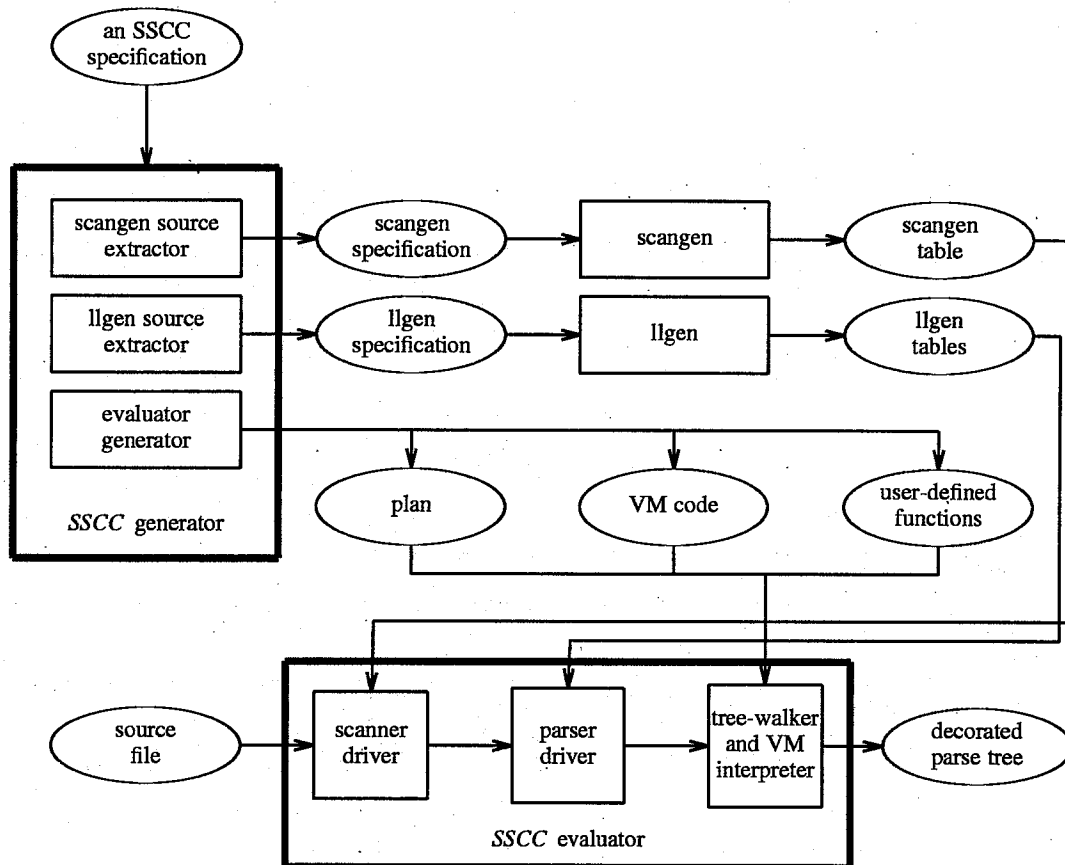 an SSCC
specification
scangen source
extractor
scangen
specification
scangen
scangen
table
llgen source
extractor
llgen
specification
llgen
llgen
tables
evaluator
generator
plan
VM code
user-defined
functions
SSCC generator
source
file
scanner
driver
parser
driver
tree-walker
and VM
interpreter
decorated
parse tree
SSCC evaluator